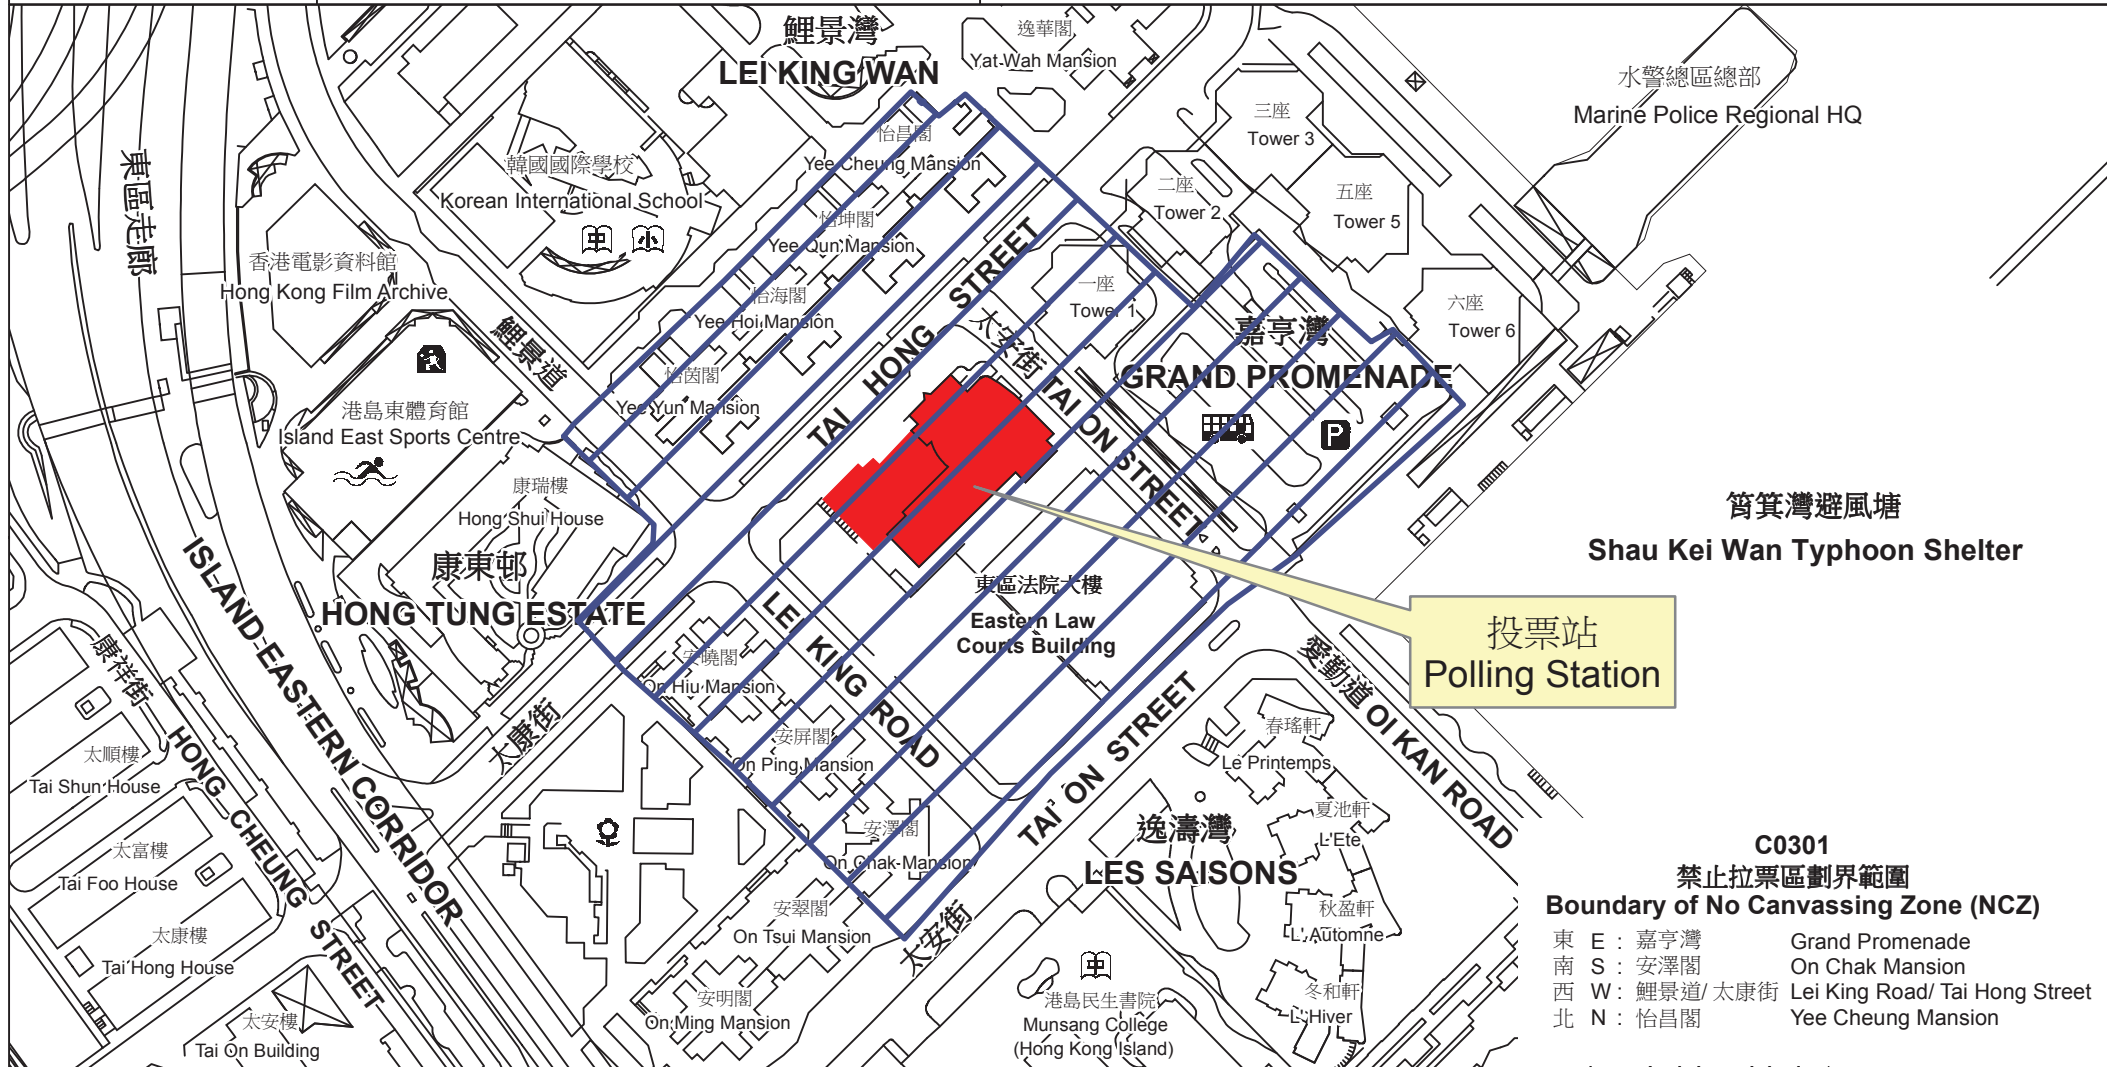 鯉景灣
LEI KING WAN
逸華閣
Yat Wah Mansion
水警總區總部
Marine Police Regional HQ
三座
Tower 3
二座
Tower 2
五座
Tower 5
六座
Tower 6
一座
Tower 1
東區走廊
韓國國際學校
Korean International School
中 小
怡昌閣
Yee Cheung Mansion
怡坤閣
Yee Qun Mansion
怡海閣
Yee Hoi Mansion
怡茵閣
Yee Yun Mansion
香港電影資料館
Hong Kong Film Archive
鯉景道
TAI HONG STREET
太安街 TAI ON STREET
嘉亨灣
GRAND PROMENADE
P
港島東體育館
Island East Sports Centre
康瑞樓
Hong Shui House
康東邨
HONG TUNG ESTATE
筲箕灣避風塘
Shau Kei Wan Typhoon Shelter
東區法院大樓
Eastern Law
Courts Building
投票站
Polling Station
ISLAND EASTERN CORRIDOR
康祥街 HONG CHEUNG STREET
太康街
LEI KING ROAD
安曉閣
On Hiu Mansion
安屏閣
On Ping Mansion
安澤閣
On Chak Mansion
安翠閣
On Tsui Mansion
安明閣
On Ming Mansion
太安街 TAI ON STREET
愛勤道 OI KAN ROAD
春瑤軒
Le Printemps
夏池軒
L'Ete
逸濤灣
LES SAISONS
秋盈軒
L'Automne
冬和軒
L'Hiver
中
港島民生書院
Munsang College
(Hong Kong Island)
太順樓
Tai Shun House
太富樓
Tai Foo House
太康樓
Tai Hong House
太安樓
Tai On Building
C0301
禁止拉票區劃界範圍
Boundary of No Canvassing Zone (NCZ)
東 E : 嘉亨灣 Grand Promenade
南 S : 安澤閣 On Chak Mansion
西 W : 鯉景道/ 太康街 Lei King Road/ Tai Hong Street
北 N : 怡昌閣 Yee Cheung Mansion